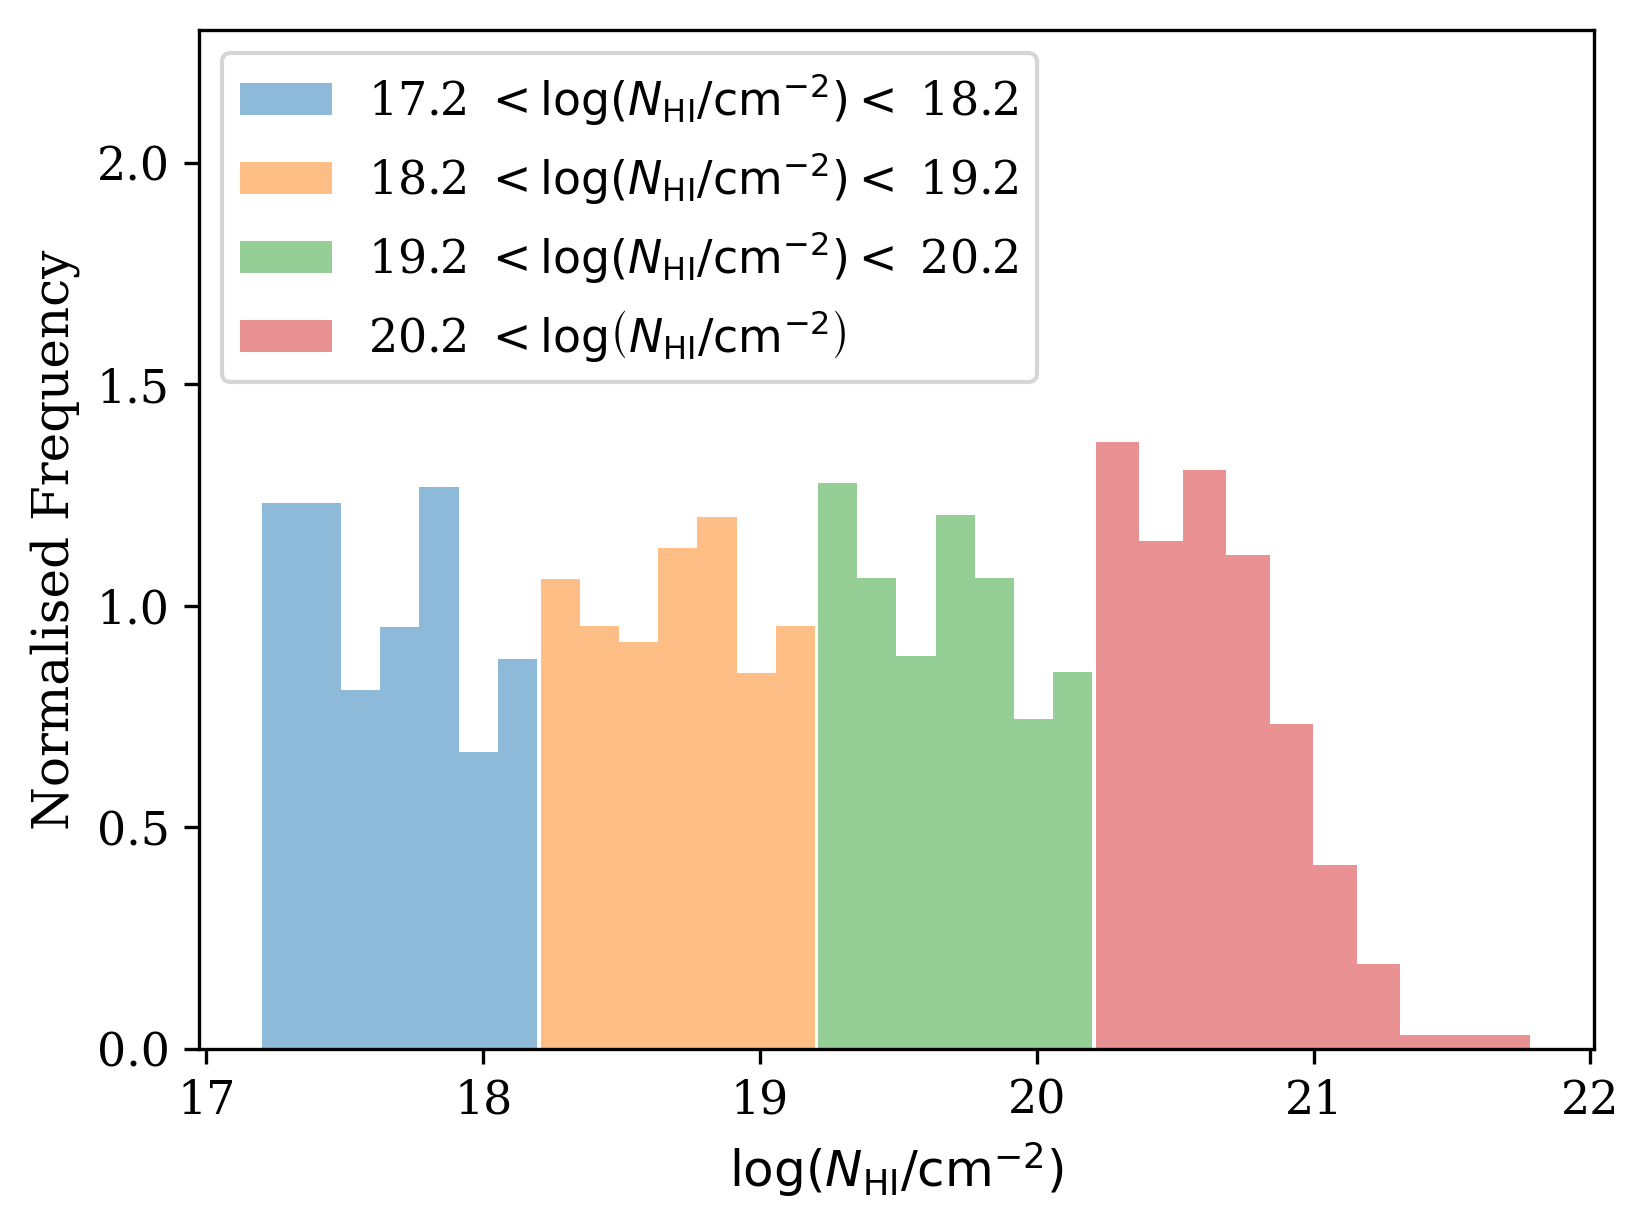 17.2 < log(N_HI/cm⁻²) < 18.2
18.2 < log(N_HI/cm⁻²) < 19.2
19.2 < log(N_HI/cm⁻²) < 20.2
20.2 < log(N_HI/cm⁻²)
Normalised Frequency
2.0
1.5
1.0
0.5
0.0
17 18 19 20 21 22
log(N_HI/cm⁻²)